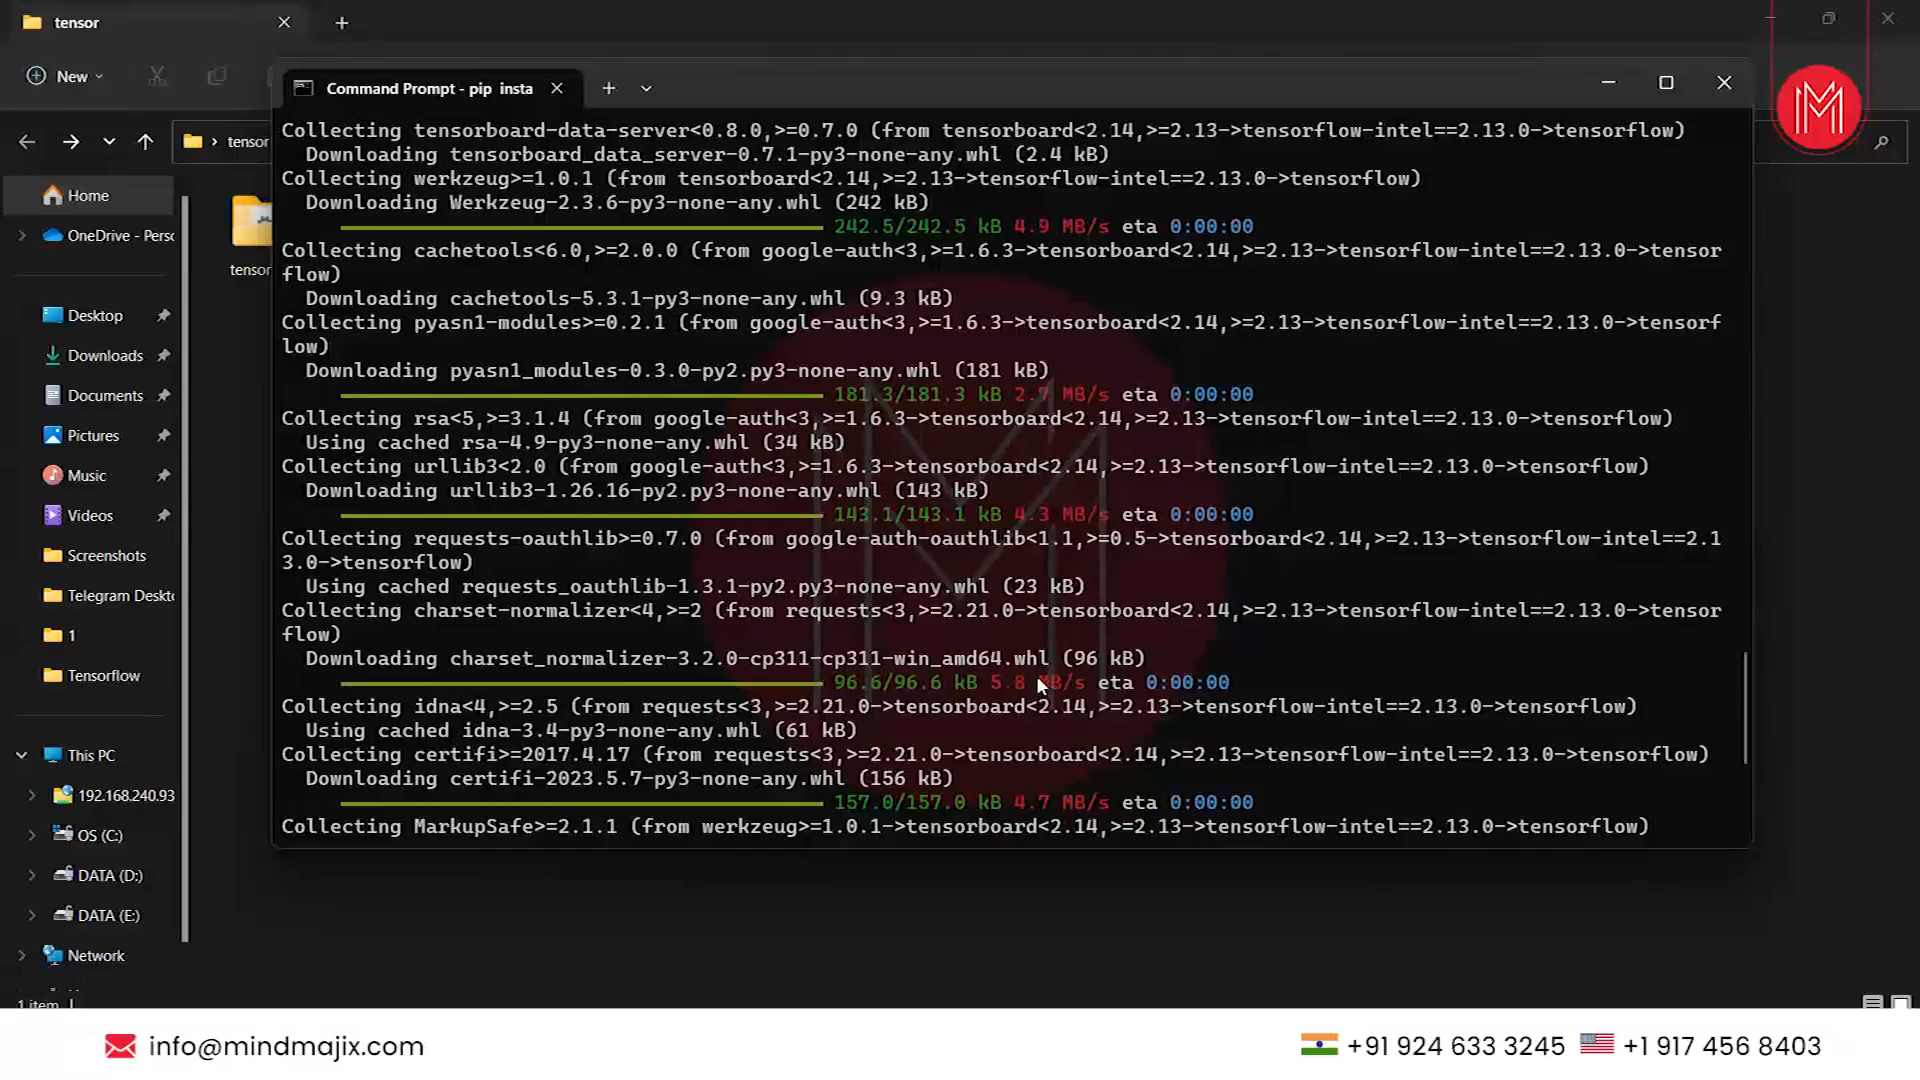 tensor
New
Command Prompt - pip  insta
tensor
Home
OneDrive - Perso
Desktop
Downloads
Documents
Pictures
Music
Videos
Screenshots
Telegram Deskto
1
Tensorflow
This PC
192.168.240.93
OS (C:)
DATA (D:)
DATA (E:)
Network
1 item
tensor
Collecting tensorboard-data-server<0.8.0,>=0.7.0 (from tensorboard<2.14,>=2.13->tensorflow-intel==2.13.0->tensorflow)
Downloading tensorboard_data_server-0.7.1-py3-none-any.whl (2.4 kB)
Collecting werkzeug>=1.0.1 (from tensorboard<2.14,>=2.13->tensorflow-intel==2.13.0->tensorflow)
Downloading Werkzeug-2.3.6-py3-none-any.whl (242 kB)
242.5/242.5 kB 4.9 MB/s eta 0:00:00
Collecting cachetools<6.0,>=2.0.0 (from google-auth<3,>=1.6.3->tensorboard<2.14,>=2.13->tensorflow-intel==2.13.0->tensor
flow)
Downloading cachetools-5.3.1-py3-none-any.whl (9.3 kB)
Collecting pyasn1-modules>=0.2.1 (from google-auth<3,>=1.6.3->tensorboard<2.14,>=2.13->tensorflow-intel==2.13.0->tensorf
low)
Downloading pyasn1_modules-0.3.0-py2.py3-none-any.whl (181 kB)
181.3/181.3 kB 2.7 MB/s eta 0:00:00
Collecting rsa<5,>=3.1.4 (from google-auth<3,>=1.6.3->tensorboard<2.14,>=2.13->tensorflow-intel==2.13.0->tensorflow)
Using cached rsa-4.9-py3-none-any.whl (34 kB)
Collecting urllib3<2.0 (from google-auth<3,>=1.6.3->tensorboard<2.14,>=2.13->tensorflow-intel==2.13.0->tensorflow)
Downloading urllib3-1.26.16-py2.py3-none-any.whl (143 kB)
143.1/143.1 kB 4.3 MB/s eta 0:00:00
Collecting requests-oauthlib>=0.7.0 (from google-auth-oauthlib<1.1,>=0.5->tensorboard<2.14,>=2.13->tensorflow-intel==2.1
3.0->tensorflow)
Using cached requests_oauthlib-1.3.1-py2.py3-none-any.whl (23 kB)
Collecting charset-normalizer<4,>=2 (from requests<3,>=2.21.0->tensorboard<2.14,>=2.13->tensorflow-intel==2.13.0->tensor
flow)
Downloading charset_normalizer-3.2.0-cp311-cp311-win_amd64.whl (96 kB)
96.6/96.6 kB 5.8 MB/s eta 0:00:00
Collecting idna<4,>=2.5 (from requests<3,>=2.21.0->tensorboard<2.14,>=2.13->tensorflow-intel==2.13.0->tensorflow)
Using cached idna-3.4-py3-none-any.whl (61 kB)
Collecting certifi>=2017.4.17 (from requests<3,>=2.21.0->tensorboard<2.14,>=2.13->tensorflow-intel==2.13.0->tensorflow)
Downloading certifi-2023.5.7-py3-none-any.whl (156 kB)
157.0/157.0 kB 4.7 MB/s eta 0:00:00
Collecting MarkupSafe>=2.1.1 (from werkzeug>=1.0.1->tensorboard<2.14,>=2.13->tensorflow-intel==2.13.0->tensorflow)
info@mindmajix.com
+91 924 633 3245
+1 917 456 8403